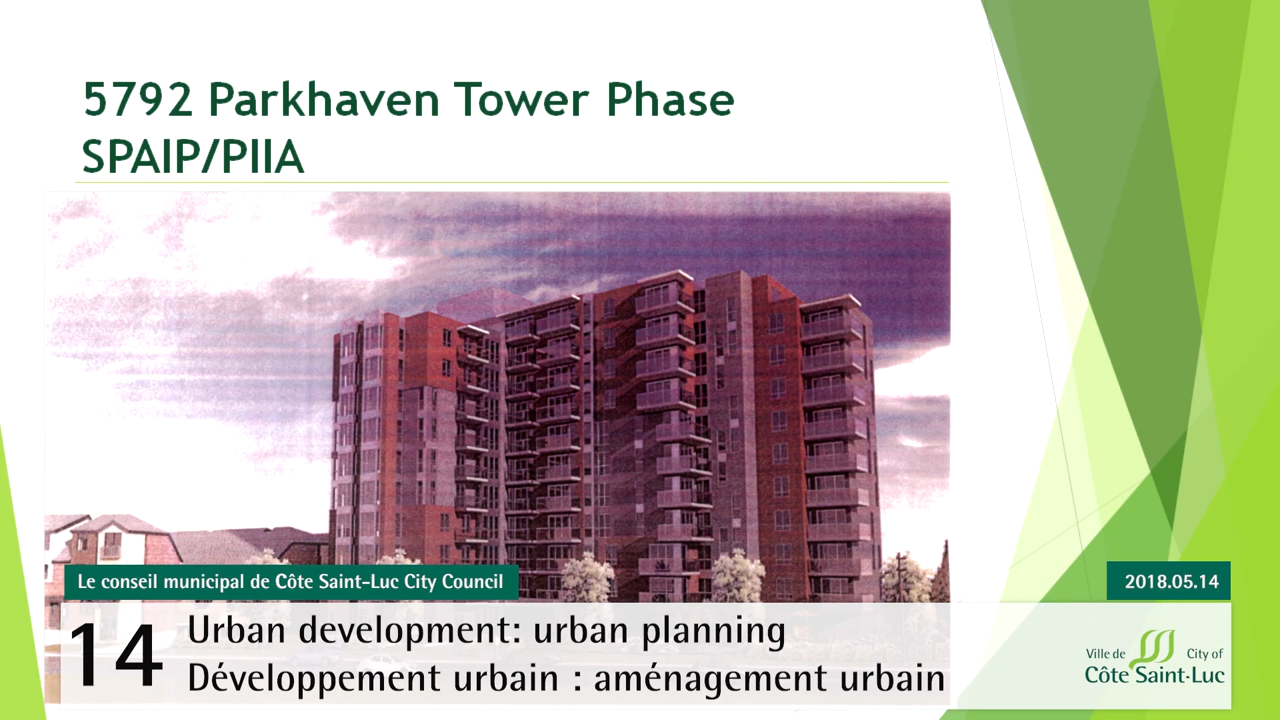 5792 Parkhaven Tower Phase
SPAIP/PIIA
Le conseil municipal de Côte Saint-Luc City Council
2018.05.14
14
Urban development: urban planning
Développement urbain : aménagement urbain
Ville de City of
Côte Saint-Luc